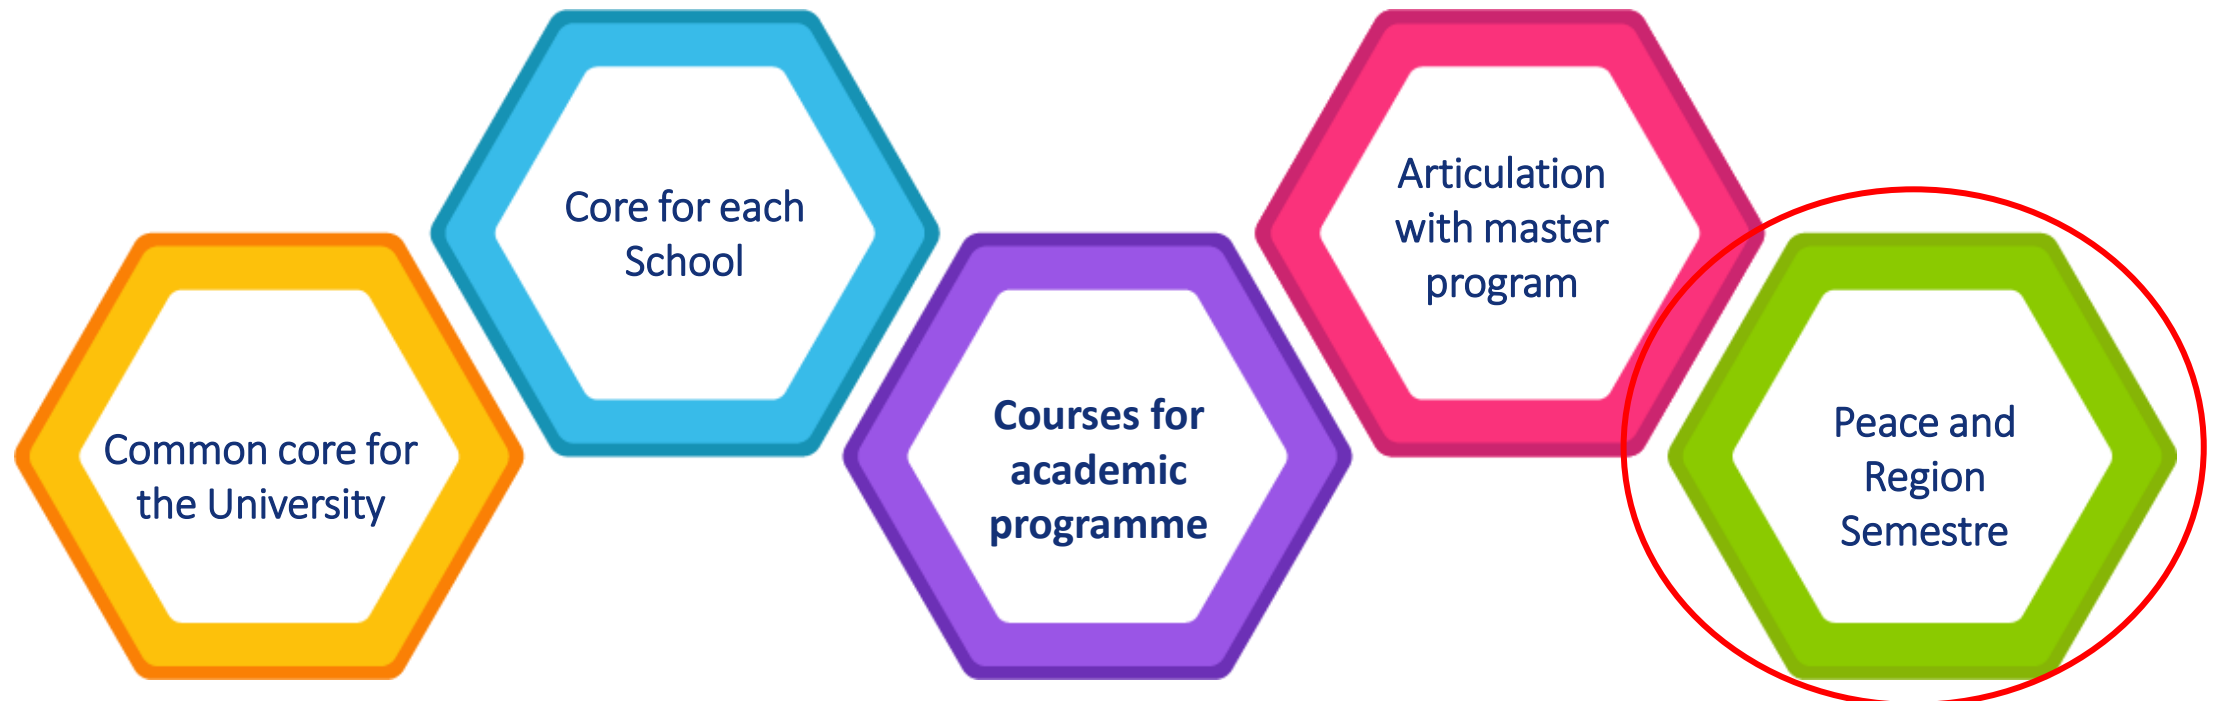 Common core for
the University
Core for each
School
Courses for
academic
programme
Articulation
with master
program
Peace and
Region
Semestre